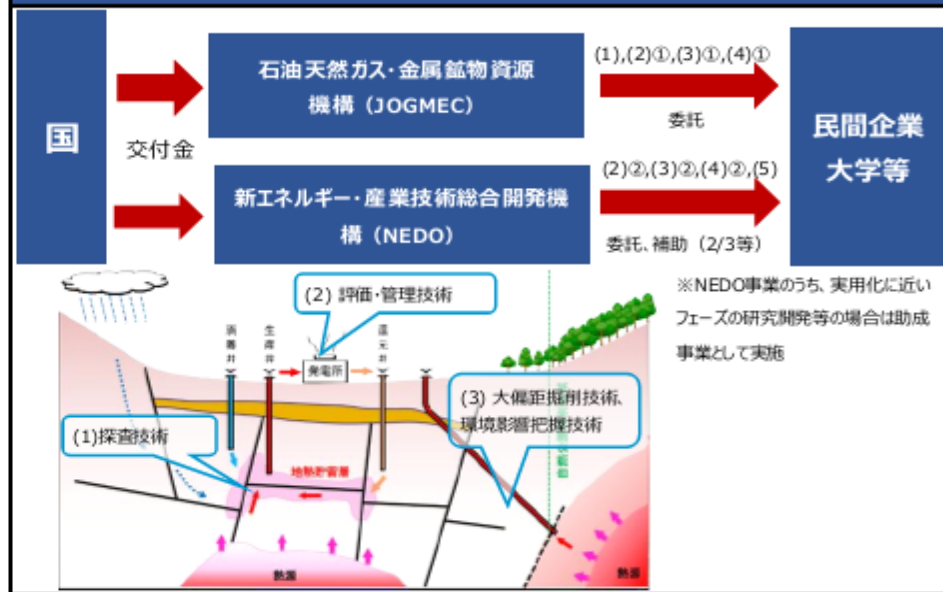 国
交付金
石油天然ガス・金属鉱物資源
機構（JOGMEC）
(1),(2)①,(3)①,(4)①
委託
民間企業
大学等
新エネルギー・産業技術総合開発機
構（NEDO）
(2)②,(3)②,(4)②,(5)
委託、補助（2/3等）
※NEDO事業のうち、実用化に近い
フェーズの研究開発等の場合は助成
事業として実施
(2) 評価・管理技術
生産井
還元井
発電所
(1)探査技術
(3) 大偏距掘削技術、
環境影響把握技術
地熱貯留層
熱源
熱源